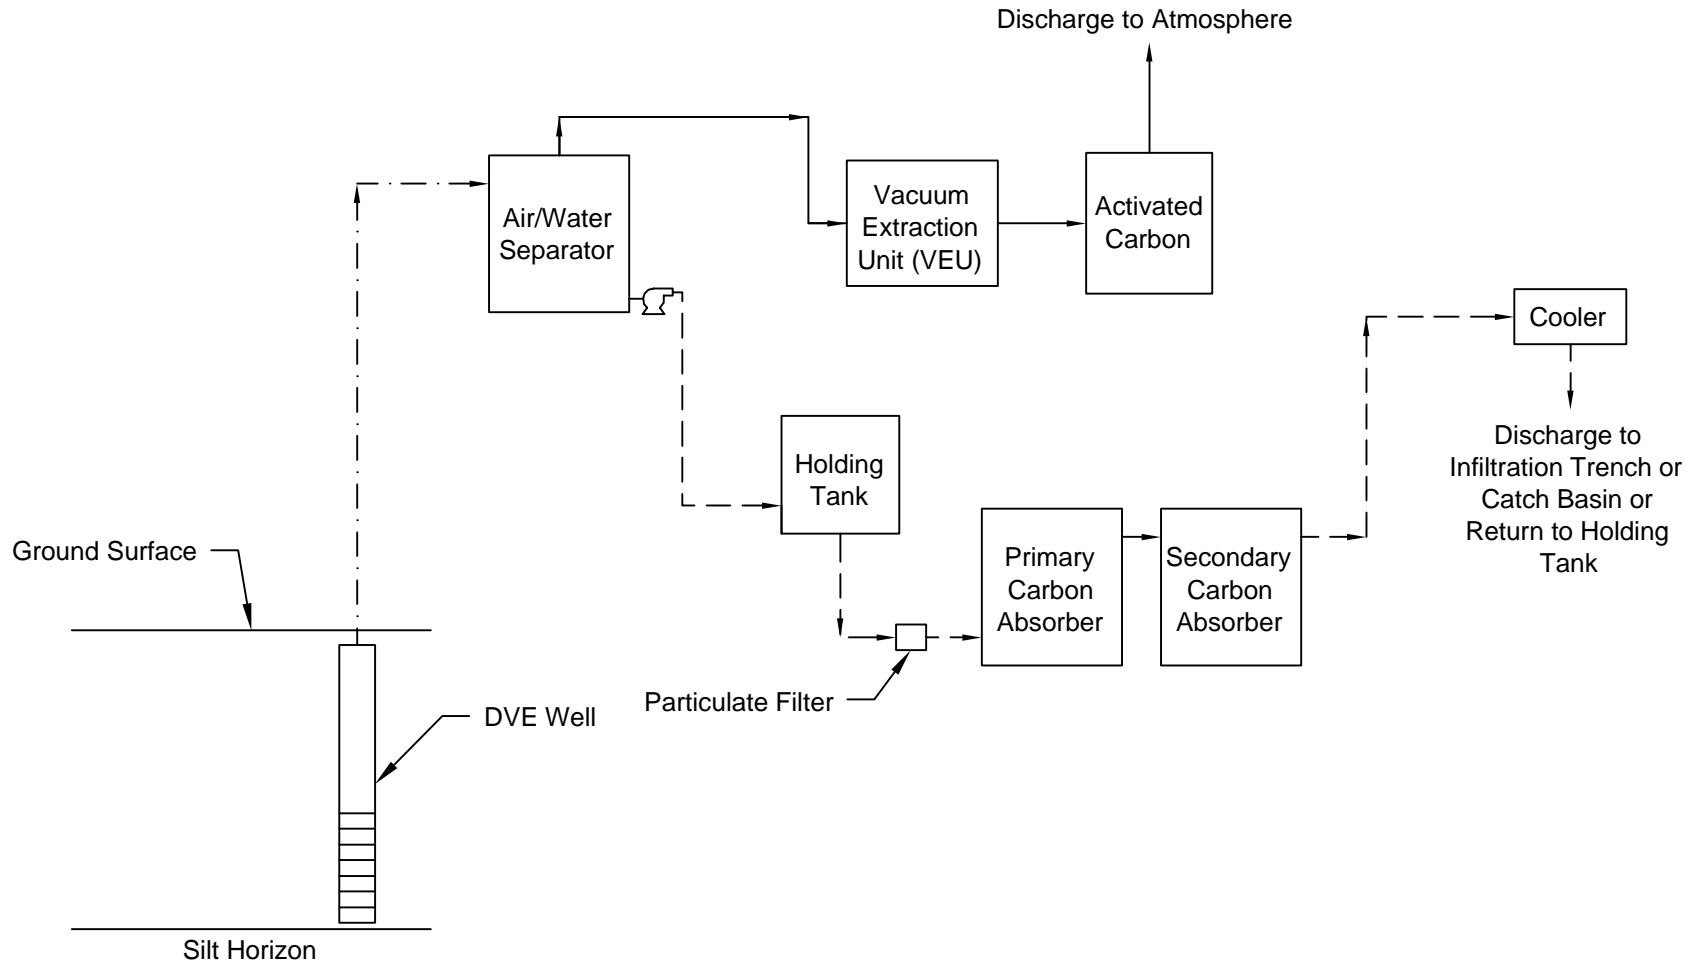 Discharge to Atmosphere
Air/Water
Separator
Vacuum
Extraction
Unit (VEU)
Activated
Carbon
Cooler
Discharge to
Infiltration Trench or
Catch Basin or
Return to Holding
Tank
Holding
Tank
Ground Surface
Primary
Carbon
Absorber
Secondary
Carbon
Absorber
Particulate Filter
DVE Well
Silt Horizon